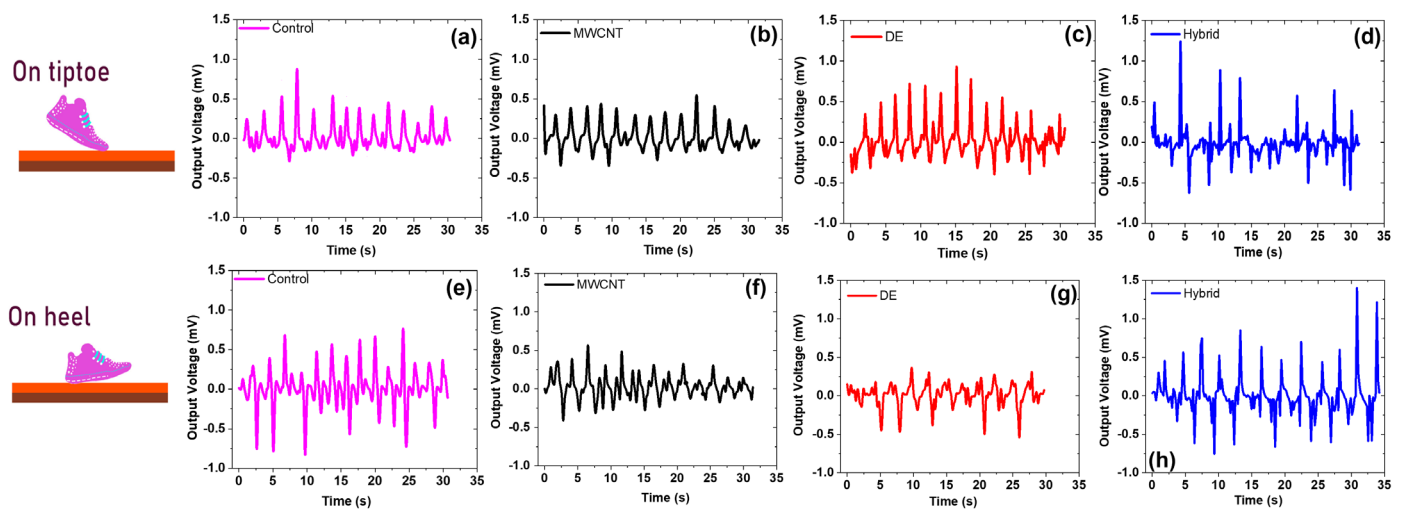 On tiptoe
Control
(a)
Output Voltage (mV)
1.5
1.0
0.5
0.0
-0.5
-1.0
0 5 10 15 20 25 30 35
Time (s)
MWCNT
(b)
Output Voltage (mV)
1.5
1.0
0.5
0.0
-0.5
-1.0
0 5 10 15 20 25 30 35
Time (s)
DE
(c)
Output Voltage (mV)
1.5
1.0
0.5
0.0
-0.5
-1.0
0 5 10 15 20 25 30 35
Time (s)
Hybrid
(d)
Output Voltage (mV)
1.5
1.0
0.5
0.0
-0.5
-1.0
0 5 10 15 20 25 30 35
Time (s)
On heel
Control
(e)
Output Voltage (mV)
1.5
1.0
0.5
0.0
-0.5
-1.0
0 5 10 15 20 25 30 35
Time (s)
MWCNT
(f)
Output Voltage (mV)
1.5
1.0
0.5
0.0
-0.5
-1.0
0 5 10 15 20 25 30 35
Time (s)
DE
(g)
Output Voltage (mV)
1.5
1.0
0.5
0.0
-0.5
-1.0
0 5 10 15 20 25 30 35
Time (s)
Hybrid
(h)
Output Voltage (mV)
1.5
1.0
0.5
0.0
-0.5
-1.0
0 5 10 15 20 25 30 35
Time (s)